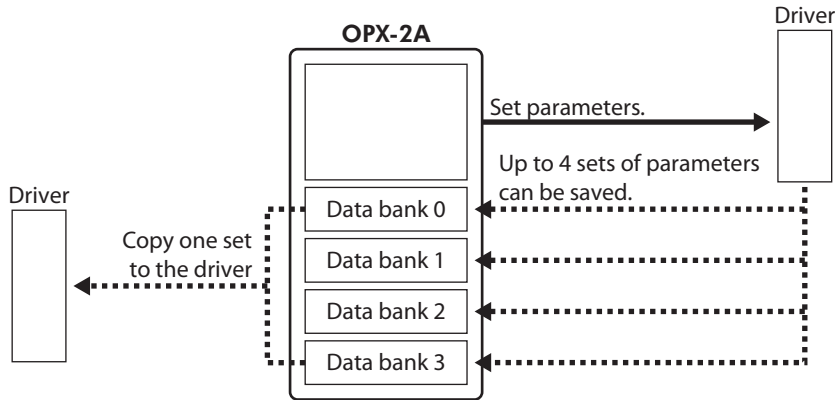 Driver
OPX-2A
Set parameters.
Up to 4 sets of parameters
can be saved.
Driver
Data bank 0
Copy one set
to the driver
Data bank 1
Data bank 2
Data bank 3